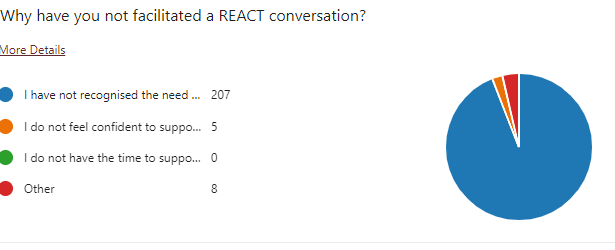 Why have you not facilitated a REACT conversation?
More Details
I have not recognised the need ... 207
I do not feel confident to suppo... 5
I do not have the time to suppo... 0
Other 8